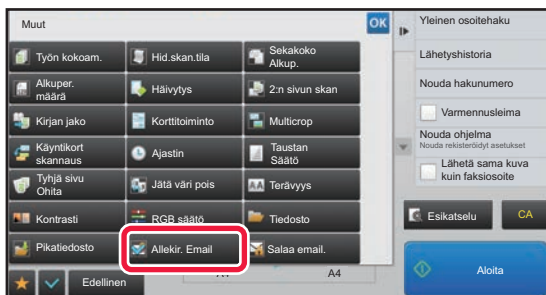 Muut
OK
Työn kokoam.
Hid.skan.tila
Sekakoko
Alkup.
Alkuper.
määrä
Häivytys
2:n sivun skan
Kirjan jako
Korttitoiminto
Multicrop
Käyntikort
skannaus
Ajastin
Taustan
Säätö
Tyhjä sivu
Ohita
Jätä väri pois
AA Terävyys
Kontrasti
RGB säätö
Tiedosto
Pikatiedosto
Allekir. Email
Salaa email.
Edellinen
A4
Yleinen osoitehaku
Lähetyshistoria
Nouda hakunumero
Varmennusleima
Nouda ohjelma
Nouda rekisteröidyt asetukset
Lähetä sama kuva
kuin faksiosoite
Esikatselu
CA
Aloita